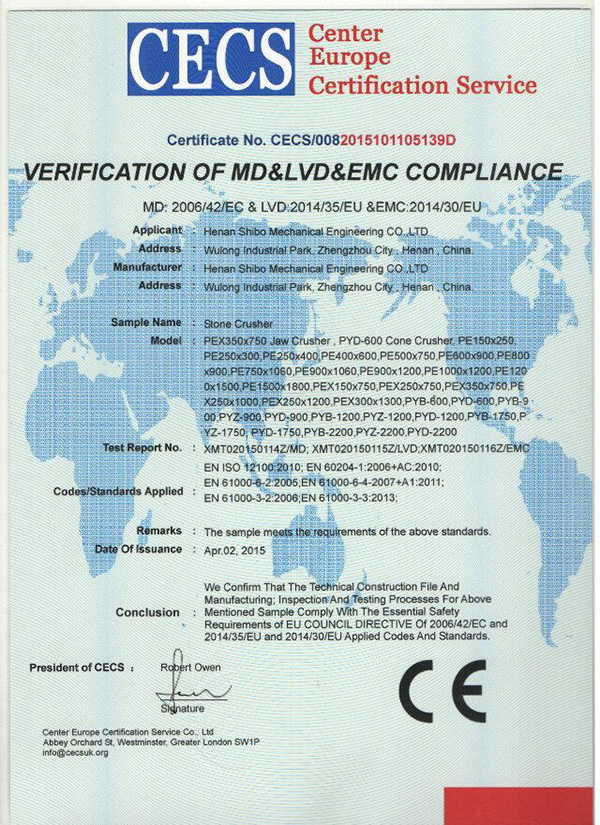 CECS
Center
Europe
Certification Service
Certificate No. CECS/0082015101105139D
VERIFICATION OF MD&LVD&EMC COMPLIANCE
MD: 2006/42/EC & LVD:2014/35/EU &EMC:2014/30/EU
Applicant : Henan Shibo Mechanical Engineering CO.,LTD
Address : Wulong Industrial Park, Zhengzhou City , Henan , China.
Manufacturer : Henan Shibo Mechanical Engineering CO.,LTD
Address : Wulong Industrial Park, Zhengzhou City , Henan , China.
Sample Name : Stone Crusher
Model : PEX350x750 Jaw Crusher , PYD-600 Cone Crusher, PE150x250,
PE250x300,PE250x400,PE400x600,PE500x750,PE600x900,PE800
x900,PE750x1060,PE900x1060,PE900x1200,PE1000x1200,PE120
0x1500,PE1500x1800,PEX150x750,PEX250x750,PEX350x750,PE
X250x1000,PEX250x1200,PEX300x1300,PYB-600,PYD-600,PYB-9
00,PYZ-900,PYD-900,PYB-1200,PYZ-1200,PYD-1200,PYB-1750,P
YZ-1750, PYD-1750,PYB-2200,PYZ-2200,PYD-2200
Test Report No. : XMT020150114Z/MD; XMT020150115Z/LVD;XMT020150116Z/EMC
EN ISO 12100:2010; EN 60204-1:2006+AC:2010;
Codes/Standards Applied : EN 61000-6-2:2005;EN 61000-6-4-2007+A1:2011;
EN 61000-3-2:2006;EN 61000-3-3:2013;
Remarks : The sample meets the requirements of the above standards.
Date Of Issuance : Apr.02, 2015
We Confirm That The Technical Construction File And
Manufacturing; Inspection And Testing Processes For Above
Conclusion : Mentioned Sample Comply With The Essential Safety
Requirements of EU COUNCIL DIRECTIVE Of 2006/42/EC and
2014/35/EU and 2014/30/EU Applied Codes And Standards.
President of CECS : Robert Owen
Signature
CE
Center Europe Certification Service Co., Ltd
Abbey Orchard St, Westminster, Greater London SW1P
info@cecsuk.org